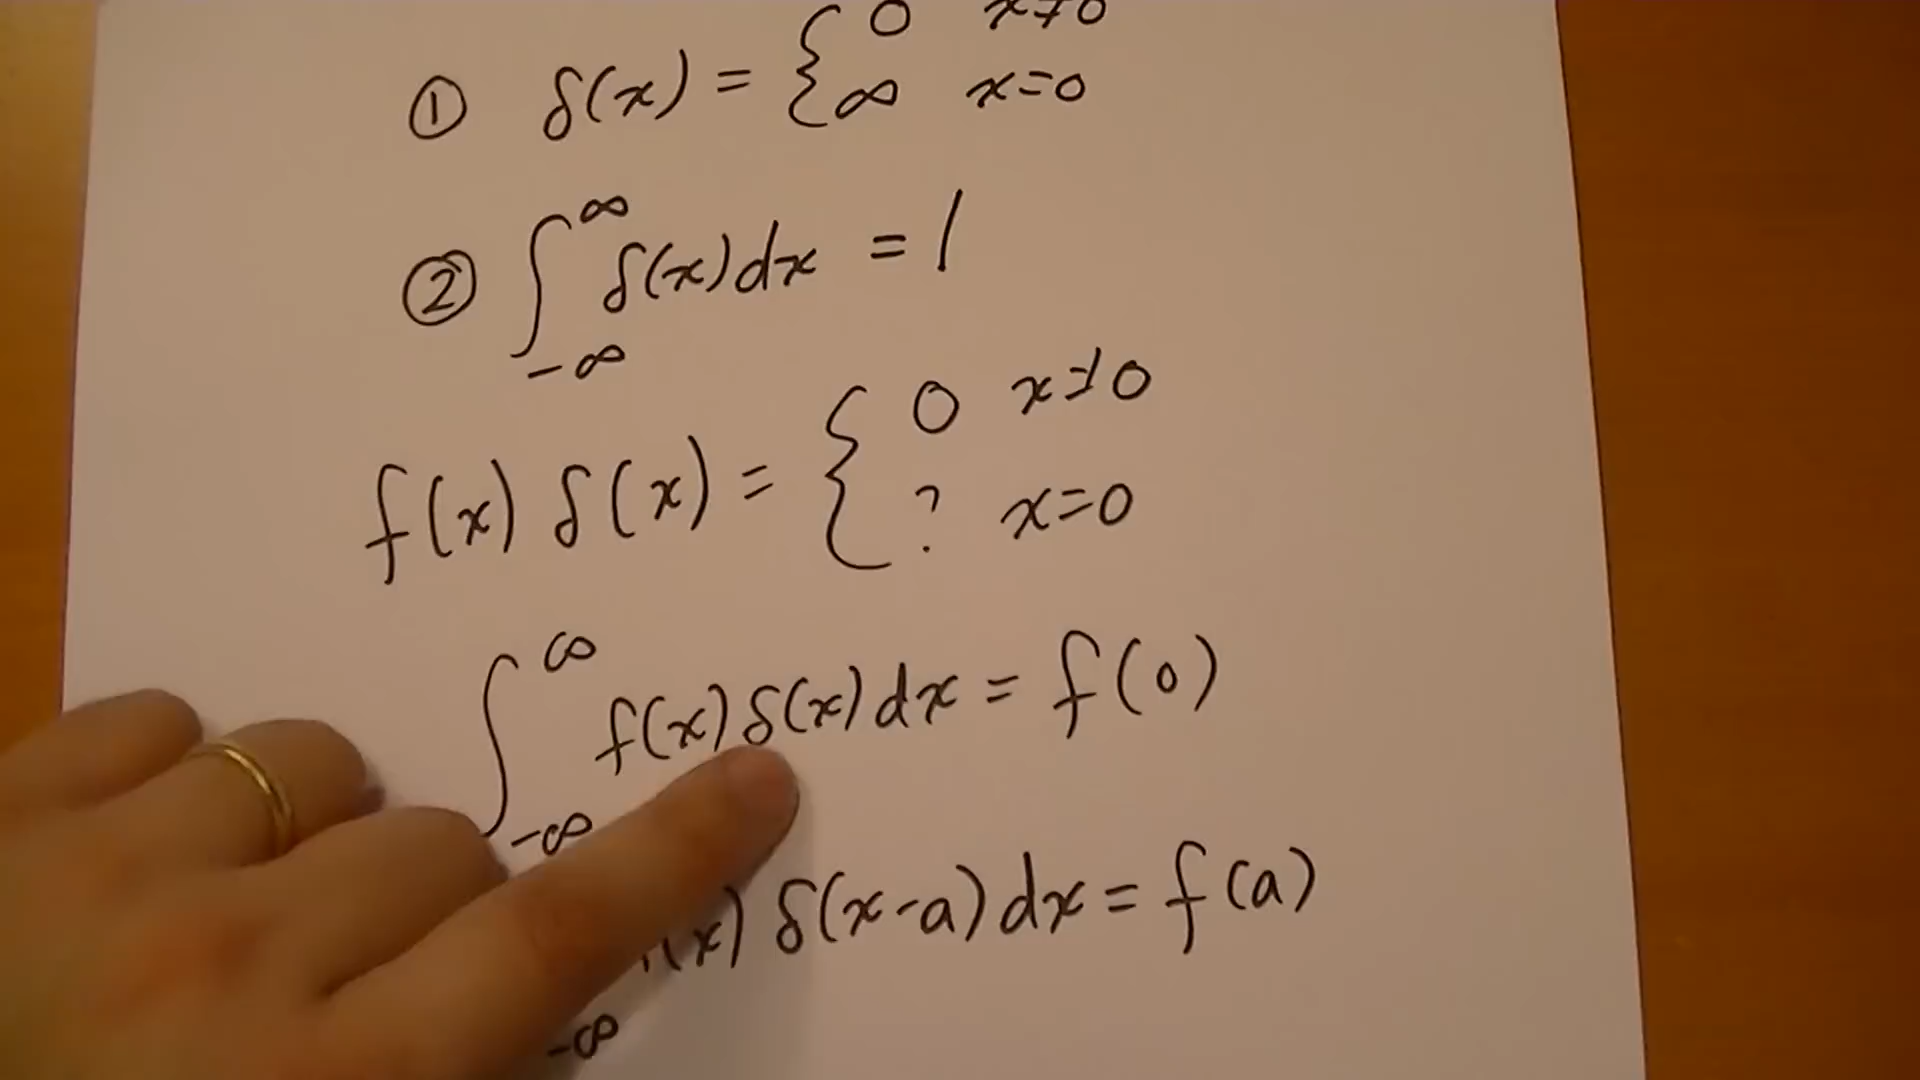 ① δ(x) = { 0 x≠0
∞ x=0
② ∫_{-∞}^{∞} δ(x)dx = 1
f(x) δ(x) = { 0 x≠0
? x=0
∫_{-∞}^{∞} f(x)δ(x)dx = f(0)
-∞ (x) δ(x-a)dx = f(a)